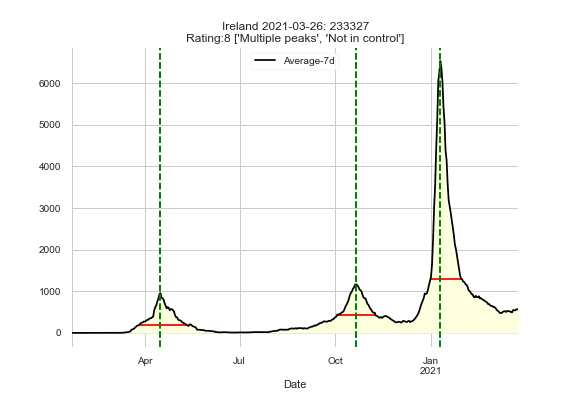 Ireland 2021-03-26: 233327
Rating:8 ['Multiple peaks', 'Not in control']
Average-7d
6000
5000
4000
3000
2000
1000
0
Apr
Jul
Oct
Jan
2021
Date